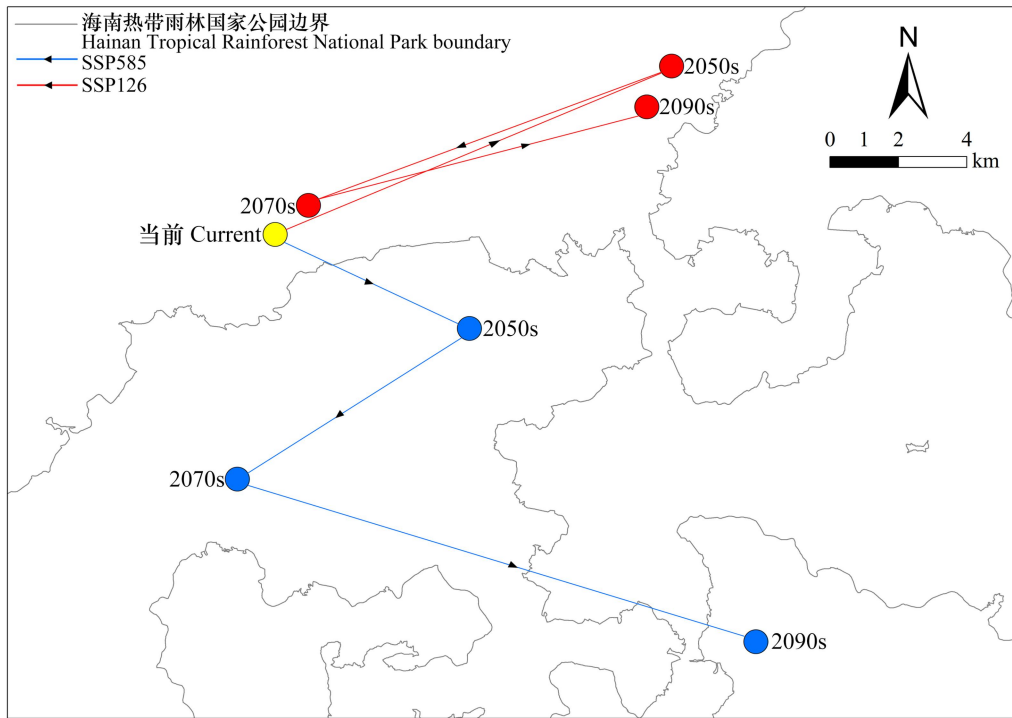 海南热带雨林国家公园边界
Hainan Tropical Rainforest National Park boundary
SSP585
SSP126
N
0 1 2 4
km
2050s
2090s
2070s
当前 Current
2050s
2070s
2090s